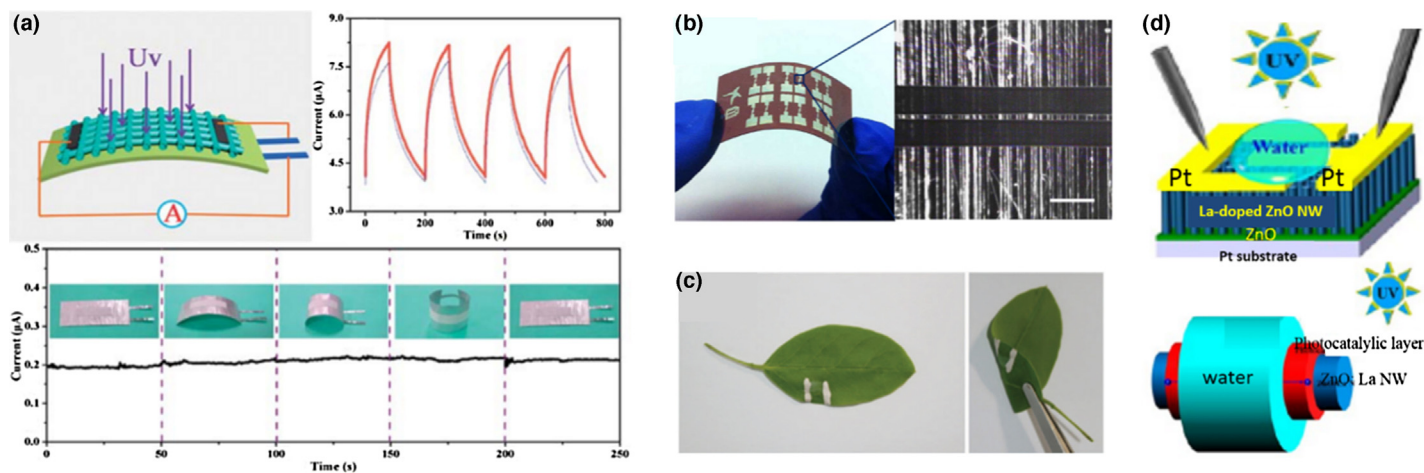 (a)
Uv
A
Current (μA)
9.0
7.5
6.0
4.5
3.0
0 200 400 600 800
Time (s)
Current (μA)
0.5
0.4
0.3
0.2
0.1
0.0
0 50 100 150 200 250
Time (s)
(b)
(c)
(d)
UV
Water
Pt Pt
La-doped ZnO NW
ZnO
Pt substrate
UV
Photocatalylic layer
water
ZnO: La NW